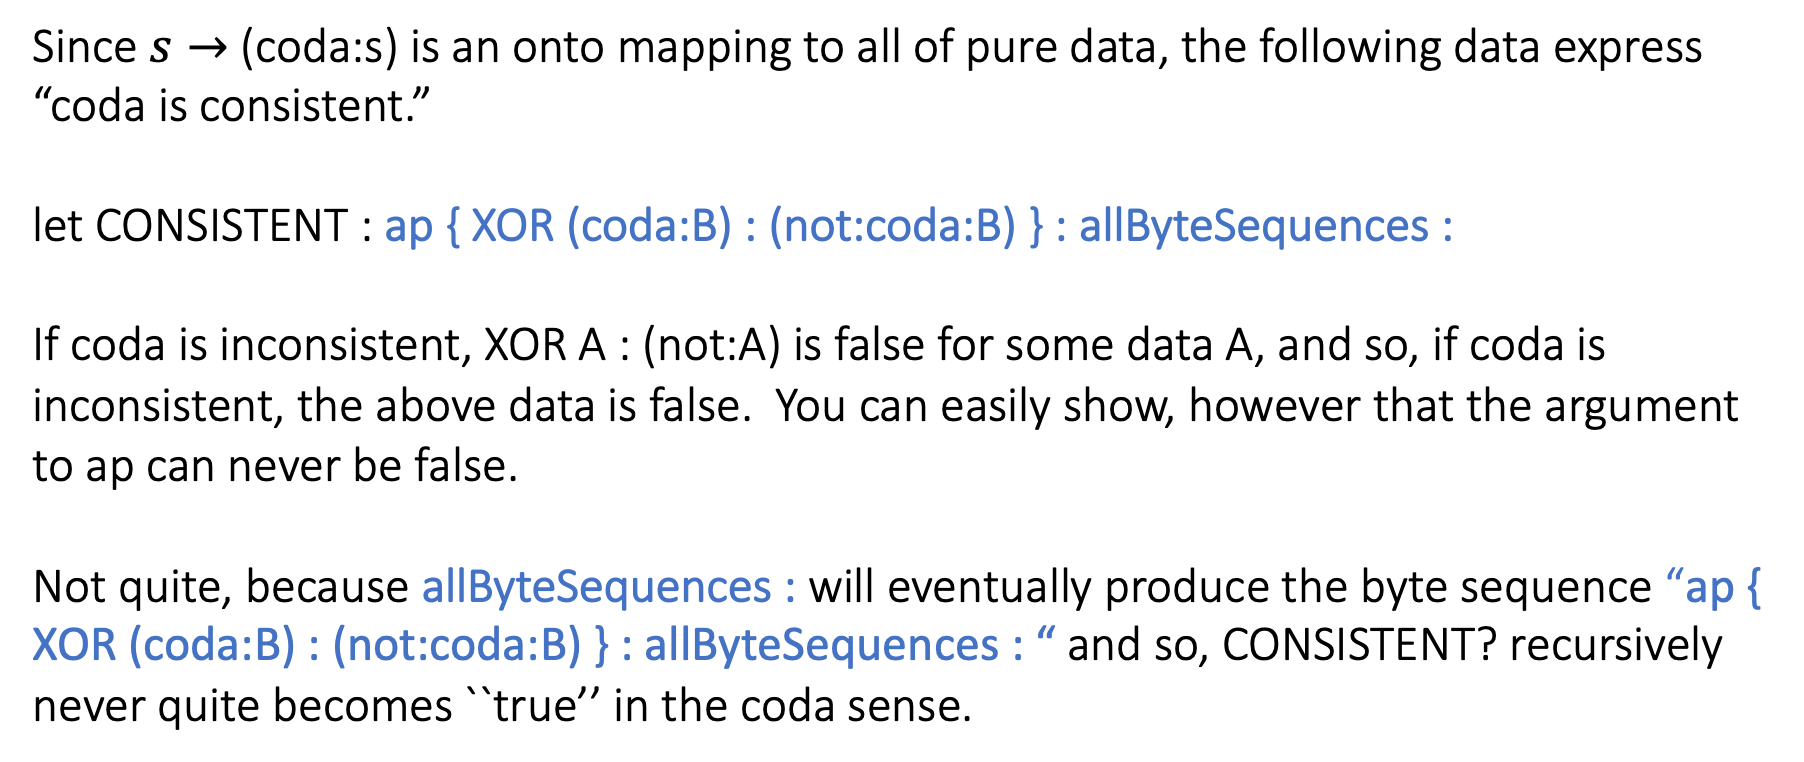 Since s → (coda:s) is an onto mapping to all of pure data, the following data express
“coda is consistent.”
let CONSISTENT : ap { XOR (coda:B) : (not:coda:B) } : allByteSequences :
If coda is inconsistent, XOR A : (not:A) is false for some data A, and so, if coda is
inconsistent, the above data is false.  You can easily show, however that the argument
to ap can never be false.
Not quite, because allByteSequences : will eventually produce the byte sequence “ap {
XOR (coda:B) : (not:coda:B) } : allByteSequences : “ and so, CONSISTENT? recursively
never quite becomes ``true’’ in the coda sense.